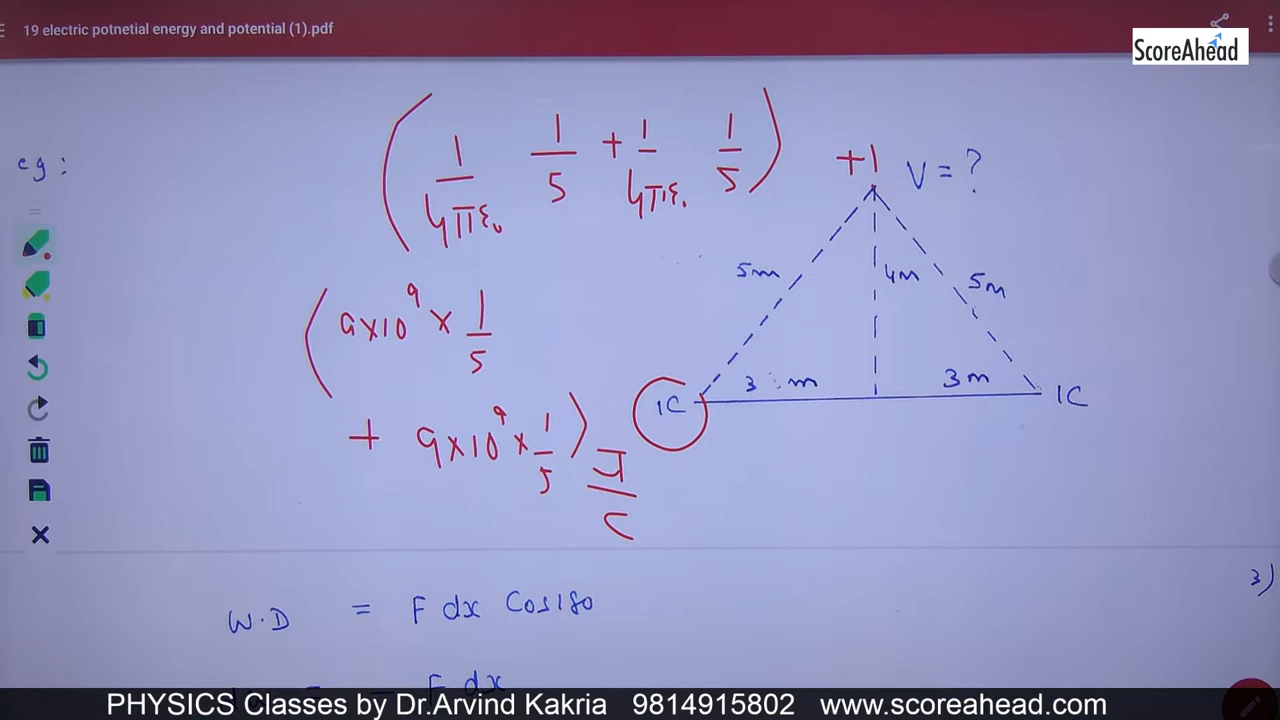 19 electric potnetial energy and potential (1).pdf
ScoreAhead
eg :
( 1/4πε₀ 1/5 + 1/4πε₀ 1/5 )
+1 V = ?
5m 4m 5m
( 9×10⁹ × 1/5
3 m 3m
1C 1C
+ 9×10⁹ × 1/5 ) J/C
3)
W.D = F dx Cos180
= - F dx
PHYSICS Classes by Dr.Arvind Kakria 9814915802 www.scoreahead.com